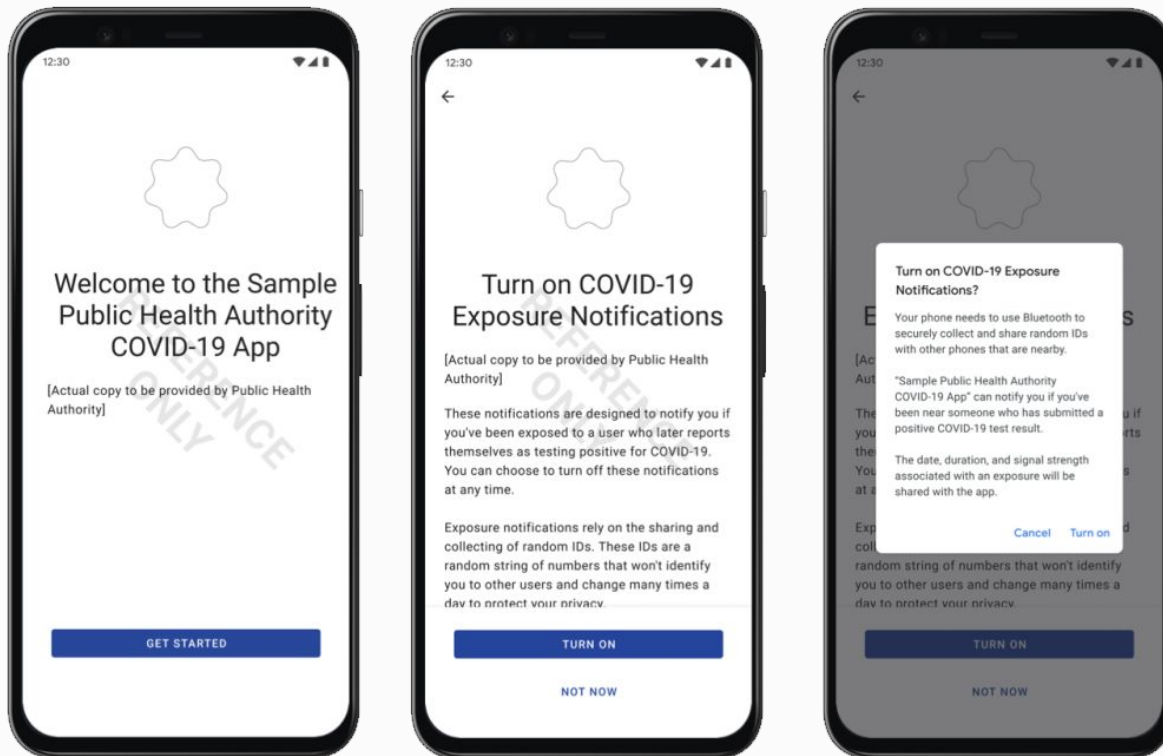 12:30
Welcome to the Sample
Public Health Authority
COVID-19 App
[Actual copy to be provided by Public Health
Authority]
REFERENCE
ONLY
GET STARTED
12:30
Turn on COVID-19
Exposure Notifications
[Actual copy to be provided by Public Health
Authority]
These notifications are designed to notify you if
you've been exposed to a user who later reports
themselves as testing positive for COVID-19.
You can choose to turn off these notifications
at any time.
Exposure notifications rely on the sharing and
collecting of random IDs. These IDs are a
random string of numbers that won't identify
you to other users and change many times a
day to protect your privacy.
REFERENCE
ONLY
TURN ON
NOT NOW
12:30
Turn on COVID-19 Exposure
Notifications?
Your phone needs to use Bluetooth to
securely collect and share random IDs
with other phones that are nearby.
"Sample Public Health Authority
COVID-19 App" can notify you if you've
been near someone who has submitted a
positive COVID-19 test result.
The date, duration, and signal strength
associated with an exposure will be
shared with the app.
Cancel Turn on
random string of numbers that won't identify
you to other users and change many times a
day to protect your privacy.
TURN ON
NOT NOW